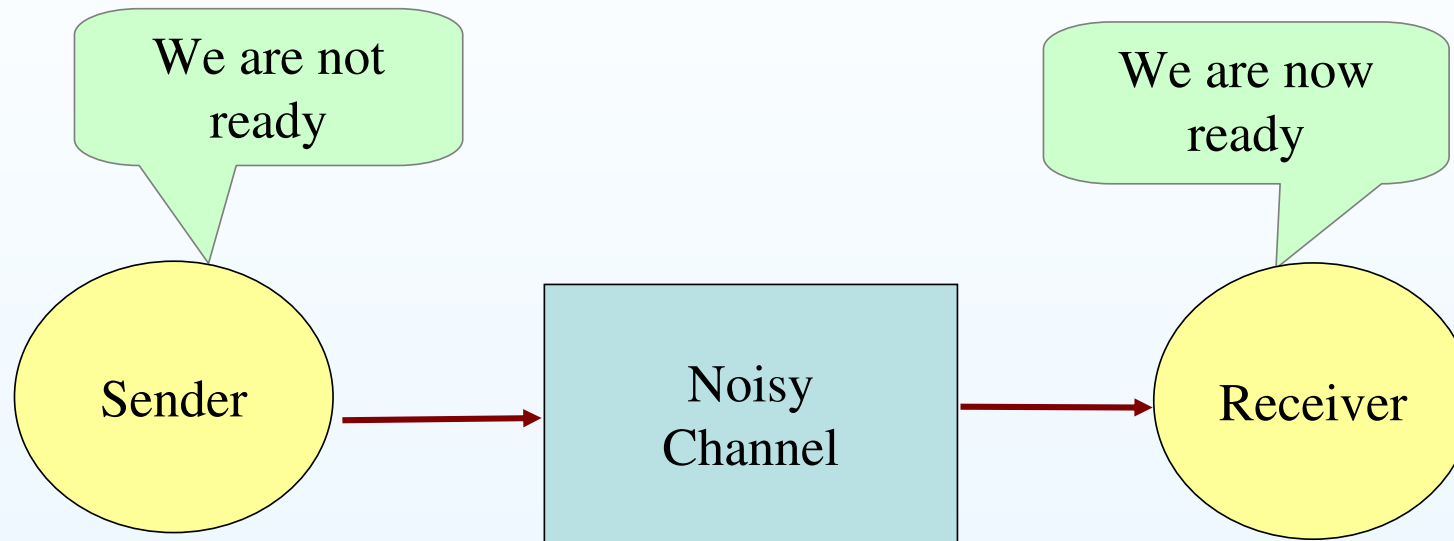 We are not
ready
We are now
ready
Sender
Noisy
Channel
Receiver